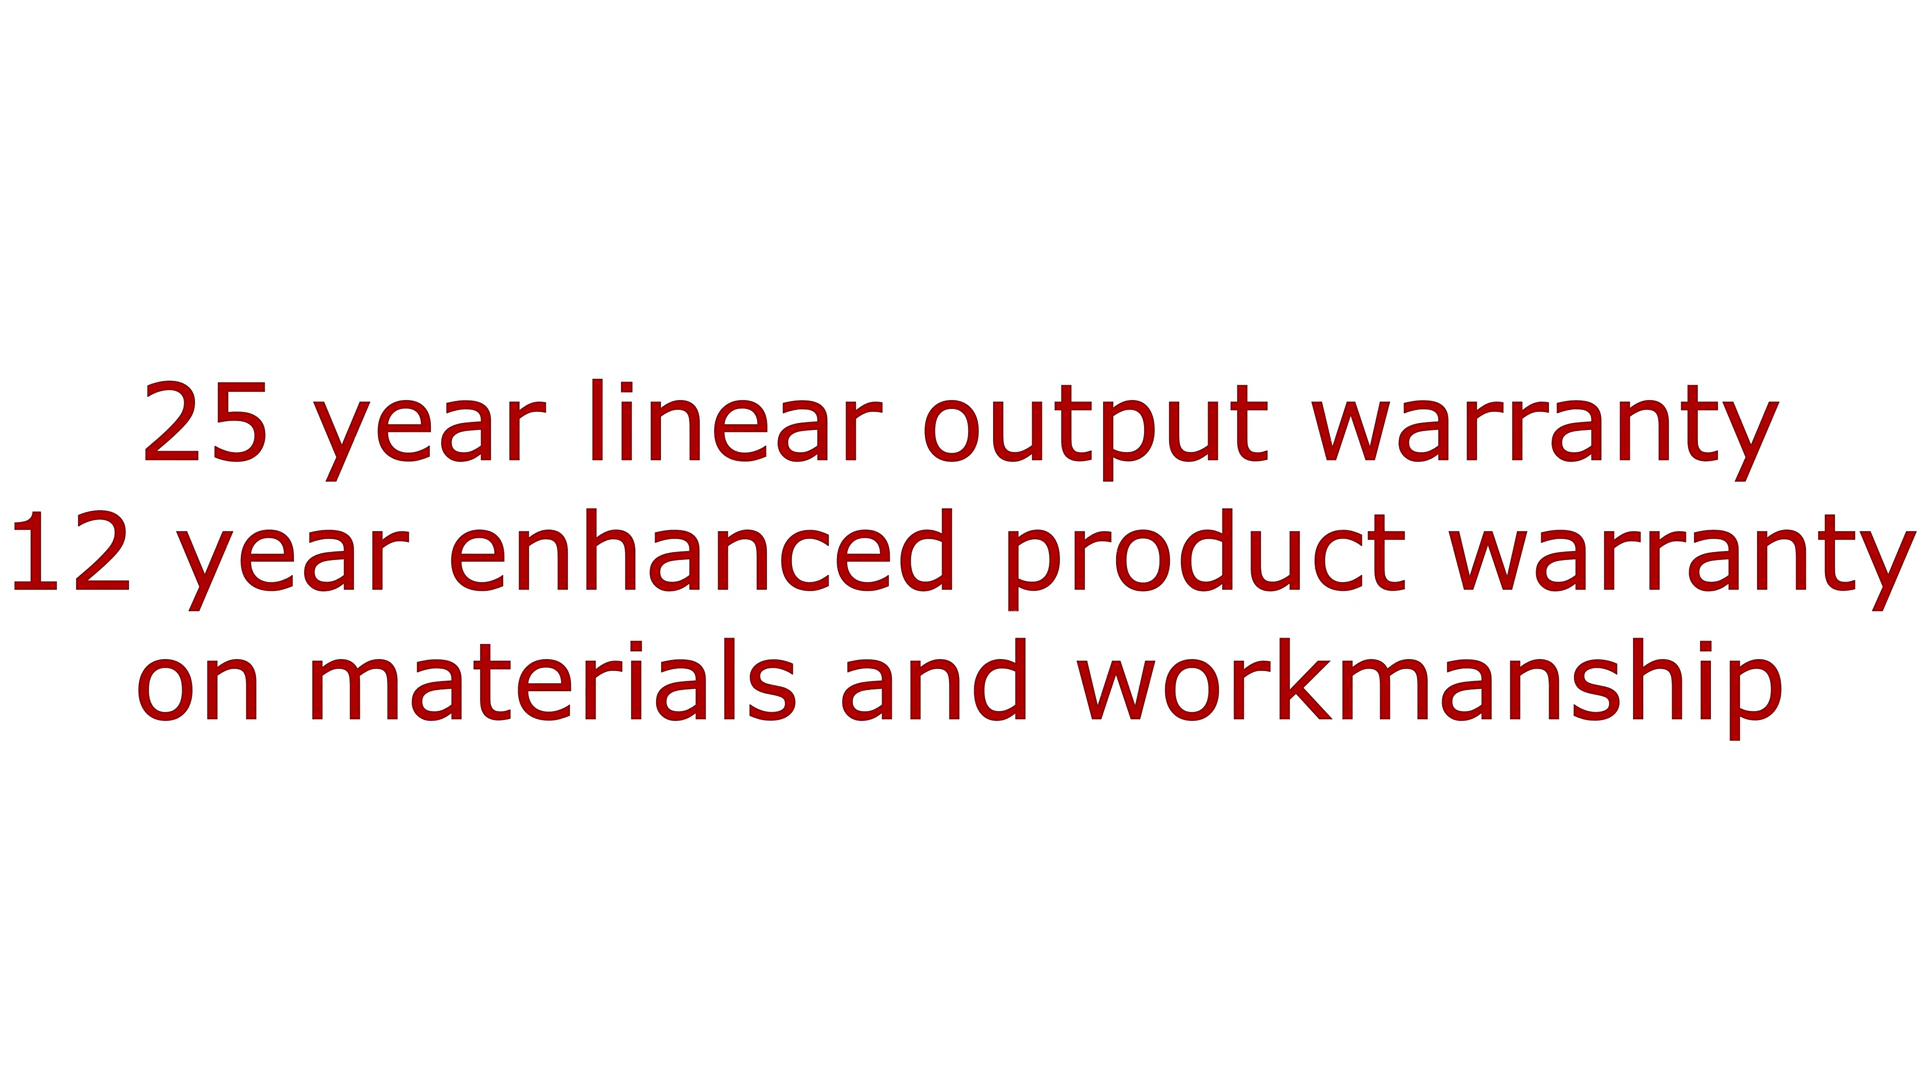 25 year linear output warranty
12 year enhanced product warranty
on materials and workmanship